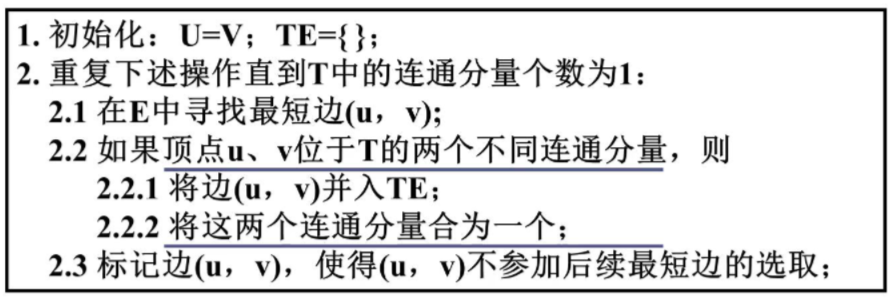 1. 初始化：U=V；TE={ }；
2. 重复下述操作直到T中的连通分量个数为1：
2.1 在E中寻找最短边(u，v);
2.2 如果顶点u、v位于T的两个不同连通分量，则
2.2.1 将边(u，v)并入TE；
2.2.2 将这两个连通分量合为一个；
2.3 标记边(u，v)，使得(u，v)不参加后续最短边的选取；